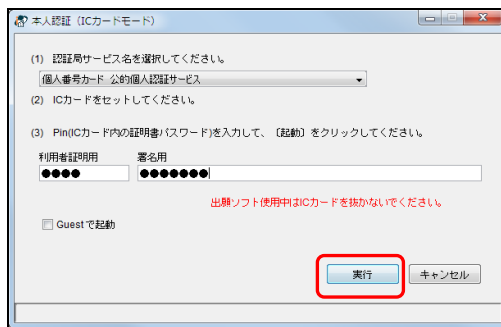 本人認証（ICカードモード）
(1) 認証局サービス名を選択してください。
個人番号カード 公的個人認証サービス
(2) ICカードをセットしてください。
(3) Pin(ICカード内の証明書パスワード)を入力して、〔起動〕をクリックしてください。
利用者証明用 署名用
●●●● ●●●●●●●
出願ソフト使用中はICカードを抜かないでください。
Guestで起動
実行 キャンセル